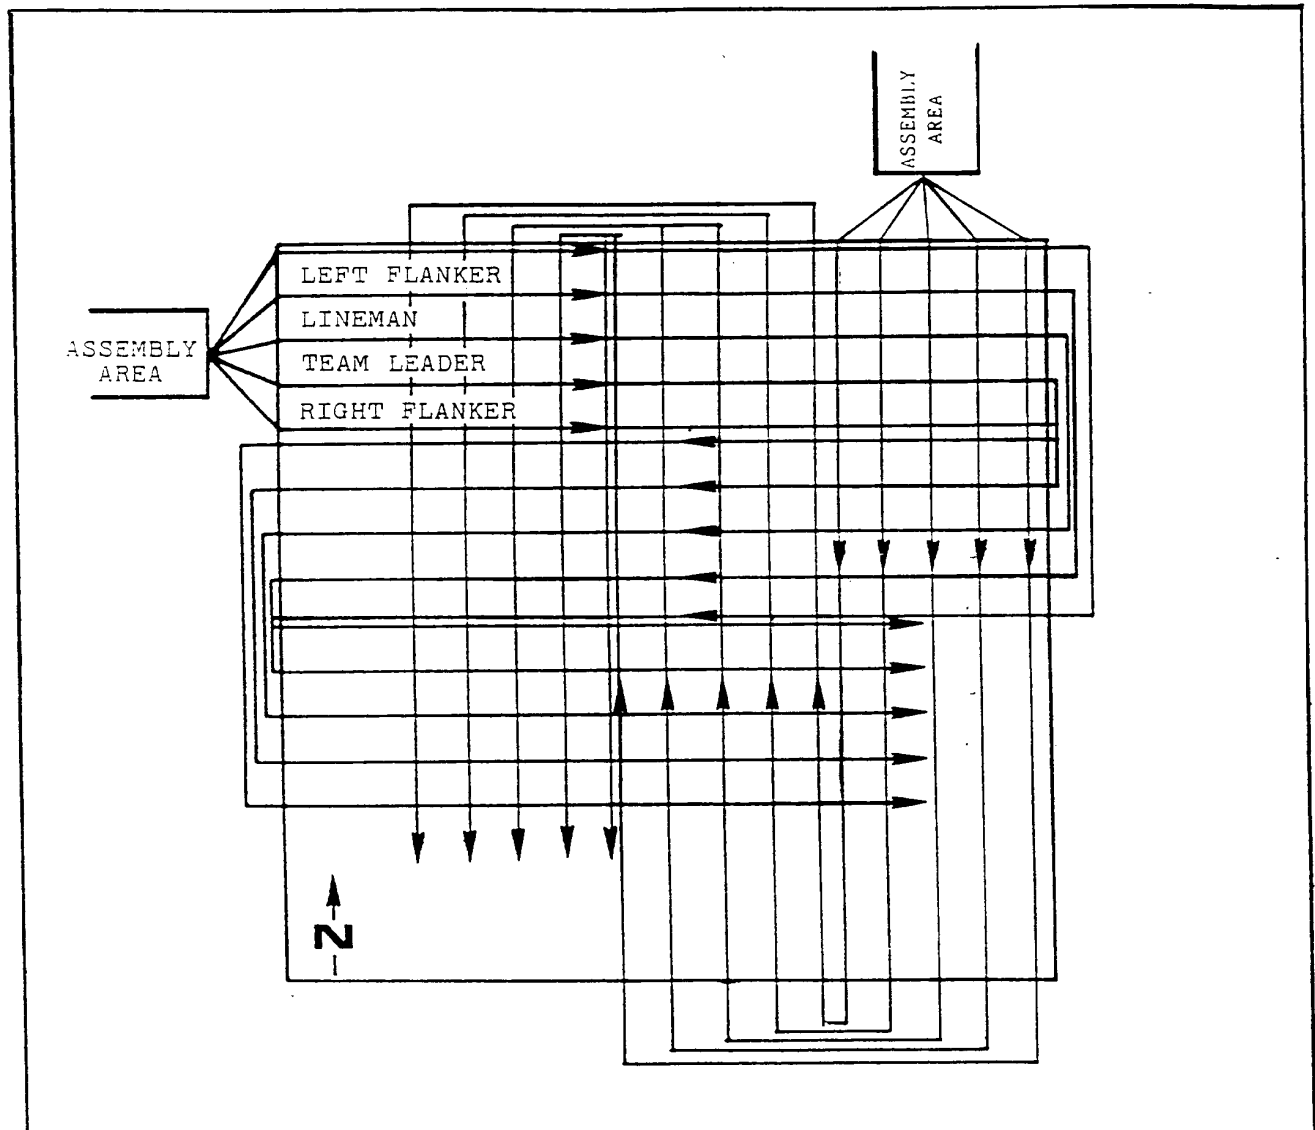 ASSEMBLY
AREA
LEFT FLANKER
LINEMAN
ASSEMBLY
AREA
TEAM LEADER
RIGHT FLANKER
N